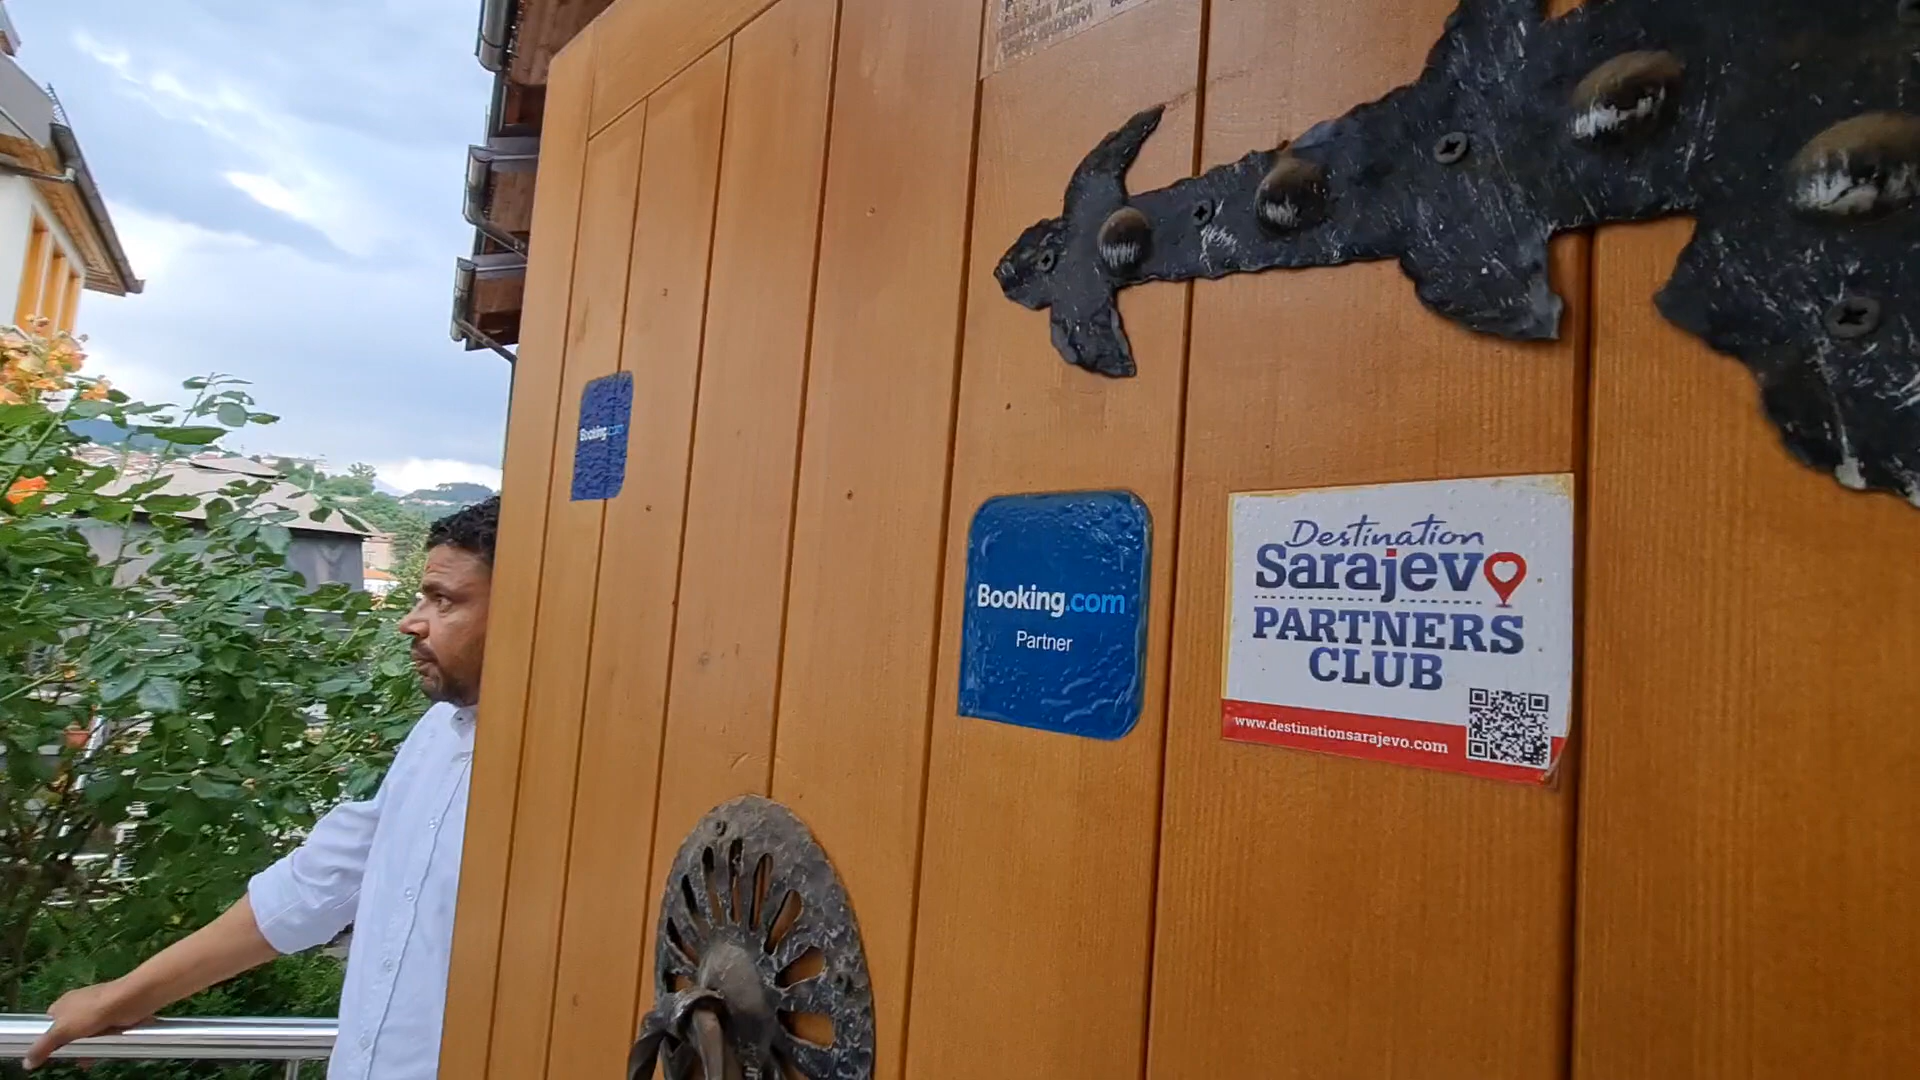 Booking.com
Booking.com
Partner
Destination
Sarajevo
PARTNERS
CLUB
www.destinationsarajevo.com